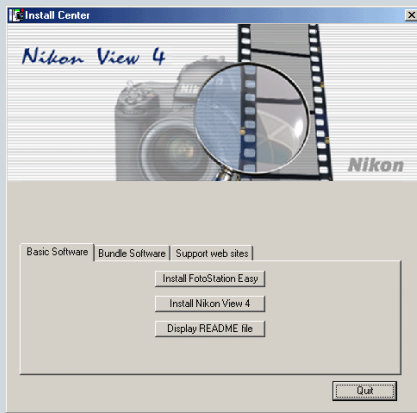 Install Center
Nikon View 4
Nikon
Basic Software Bundle Software Support web sites
Install FotoStation Easy
Install Nikon View 4
Display README file
Quit